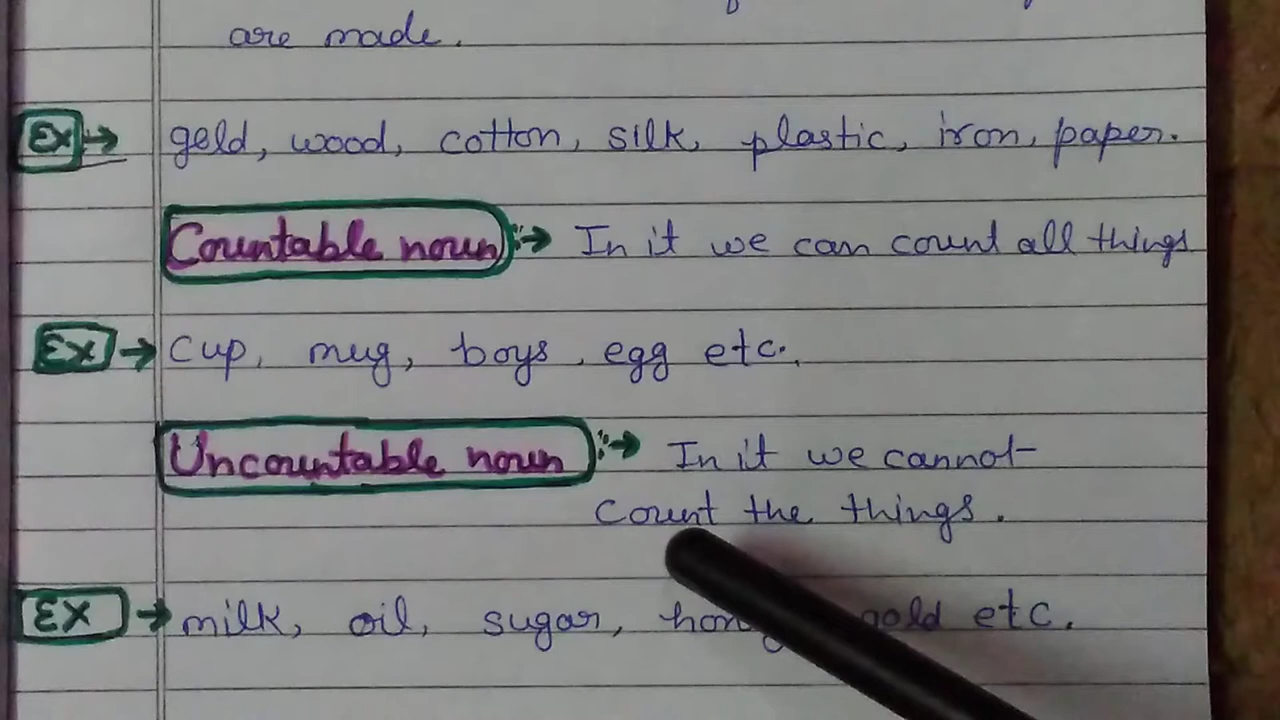 are made.
Ex → gold, wood, cotton, silk, plastic, iron, paper.
Countable noun :→ In it we can count all things
Ex → cup, mug, boys, egg etc.
Uncountable noun :→ In it we cannot
count the things.
Ex → milk, oil, sugar, gold etc.